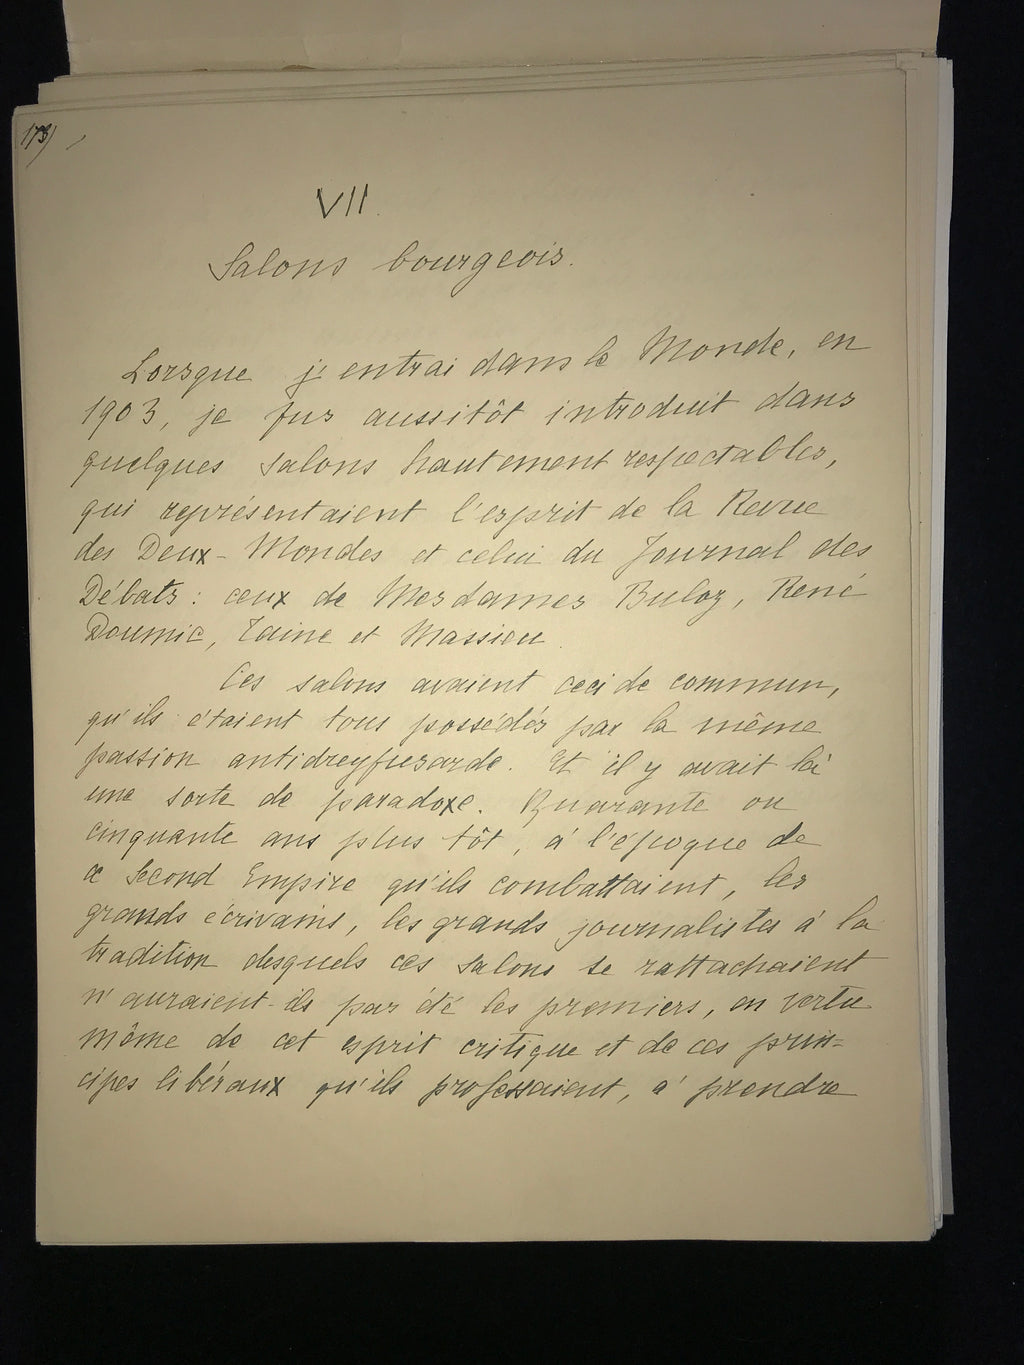 173)
VII
Salons bourgeois.
Lorsque j'entrai dans le Monde, en
1903, je fus aussitôt introduit dans
quelques salons hautement respectables,
qui représentaient l'esprit de la Revue
des Deux-Mondes et celui du Journal des
Débats : ceux de Mesdames Buloz, René
Doumic, Taine et Massieu
Ces salons avaient ceci de commun,
qu'ils étaient tous possédés par la même
passion antidreyfusarde. Et il y avait là
une sorte de paradoxe. Quarante ou
cinquante ans plus tôt, à l'époque de
ce Second Empire qu'ils combattaient, les
grands écrivains, les grands journalistes à la
tradition desquels ces salons se rattachaient
n'auraient-ils pas été les premiers, en vertu
même de cet esprit critique et de ces prin=
cipes libéraux qu'ils professaient, à prendre